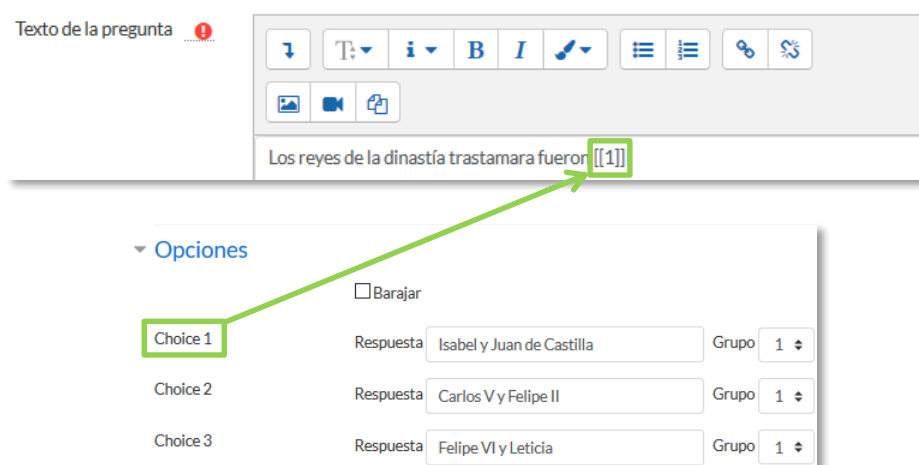 Texto de la pregunta
B I
Los reyes de la dinastía trastamara fueron [[1]]
Opciones
Barajar
Choice 1 Respuesta Isabel y Juan de Castilla Grupo 1
Choice 2 Respuesta Carlos V y Felipe II Grupo 1
Choice 3 Respuesta Felipe VI y Leticia Grupo 1